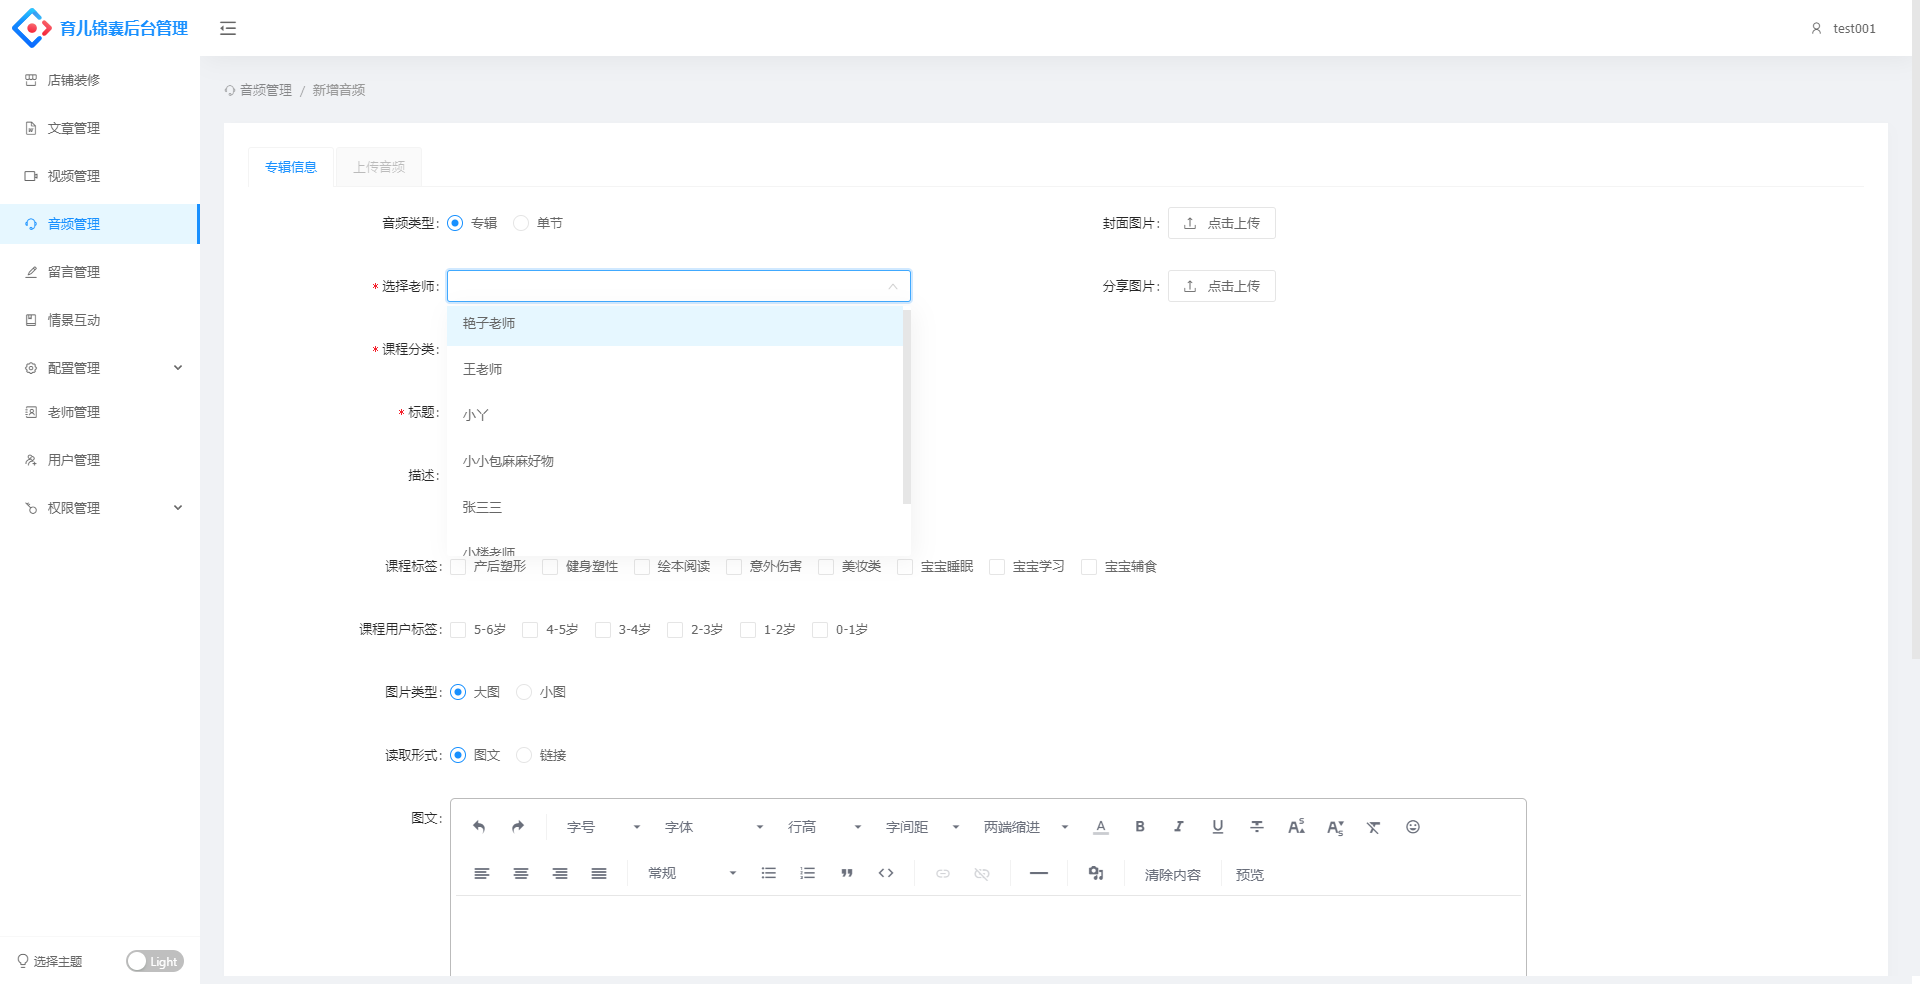 育儿锦囊后台管理
test001
店铺装修
文章管理
视频管理
音频管理
留言管理
情景互动
配置管理
老师管理
用户管理
权限管理
选择主题
Light
音频管理 / 新增音频
专辑信息 上传音频
音频类型: 专辑 单节
封面图片: 点击上传
* 选择老师:
分享图片: 点击上传
艳子老师
* 课程分类:
王老师
* 标题:
小丫
小小包麻麻好物
描述:
张三三
小楼老师
课程标签: 产后塑形 健身塑性 绘本阅读 意外伤害 美妆类 宝宝睡眠 宝宝学习 宝宝辅食
课程用户标签: 5-6岁 4-5岁 3-4岁 2-3岁 1-2岁 0-1岁
图片类型: 大图 小图
读取形式: 图文 链接
图文:
字号 字体 行高 字间距 两端缩进
常规 清除内容 预览